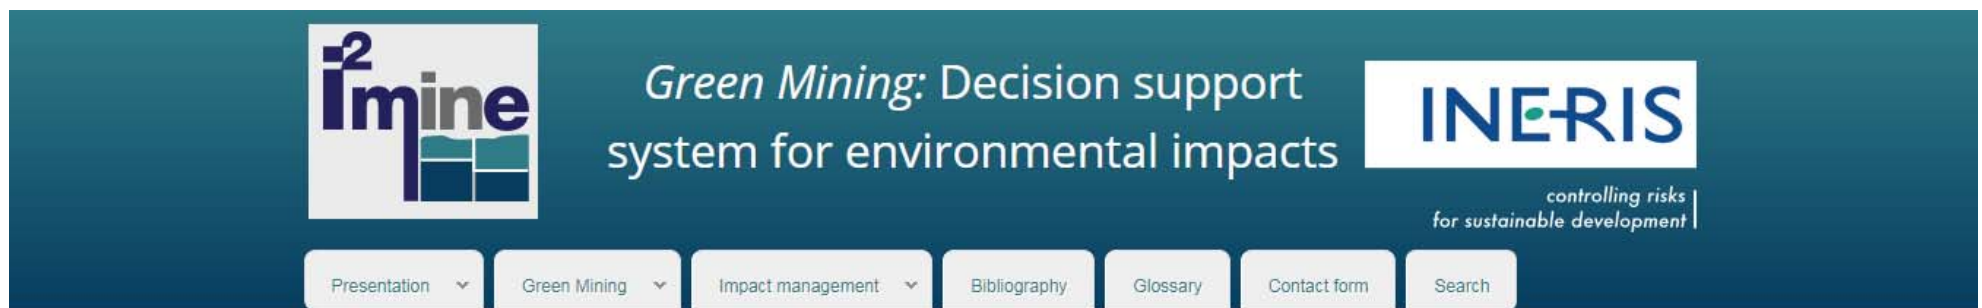 i²mine
Green Mining: Decision support
system for environmental impacts
INERIS
controlling risks
for sustainable development
Presentation
Green Mining
Impact management
Bibliography
Glossary
Contact form
Search